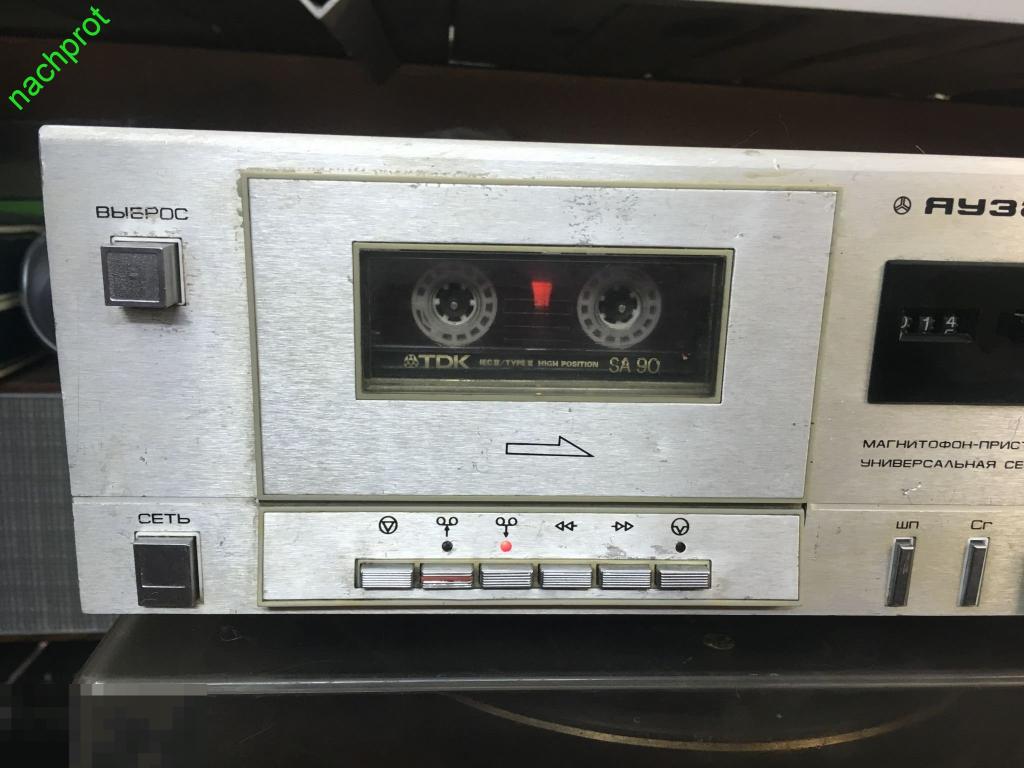 nachprot
ВЫБРОС
ЯУЗА
014
TDK IEC II/TYPE II HIGH POSITION SA 90
МАГНИТОФОН-ПРИСТ
УНИВЕРСАЛЬНАЯ СЕ
СЕТЬ
ШП Cr